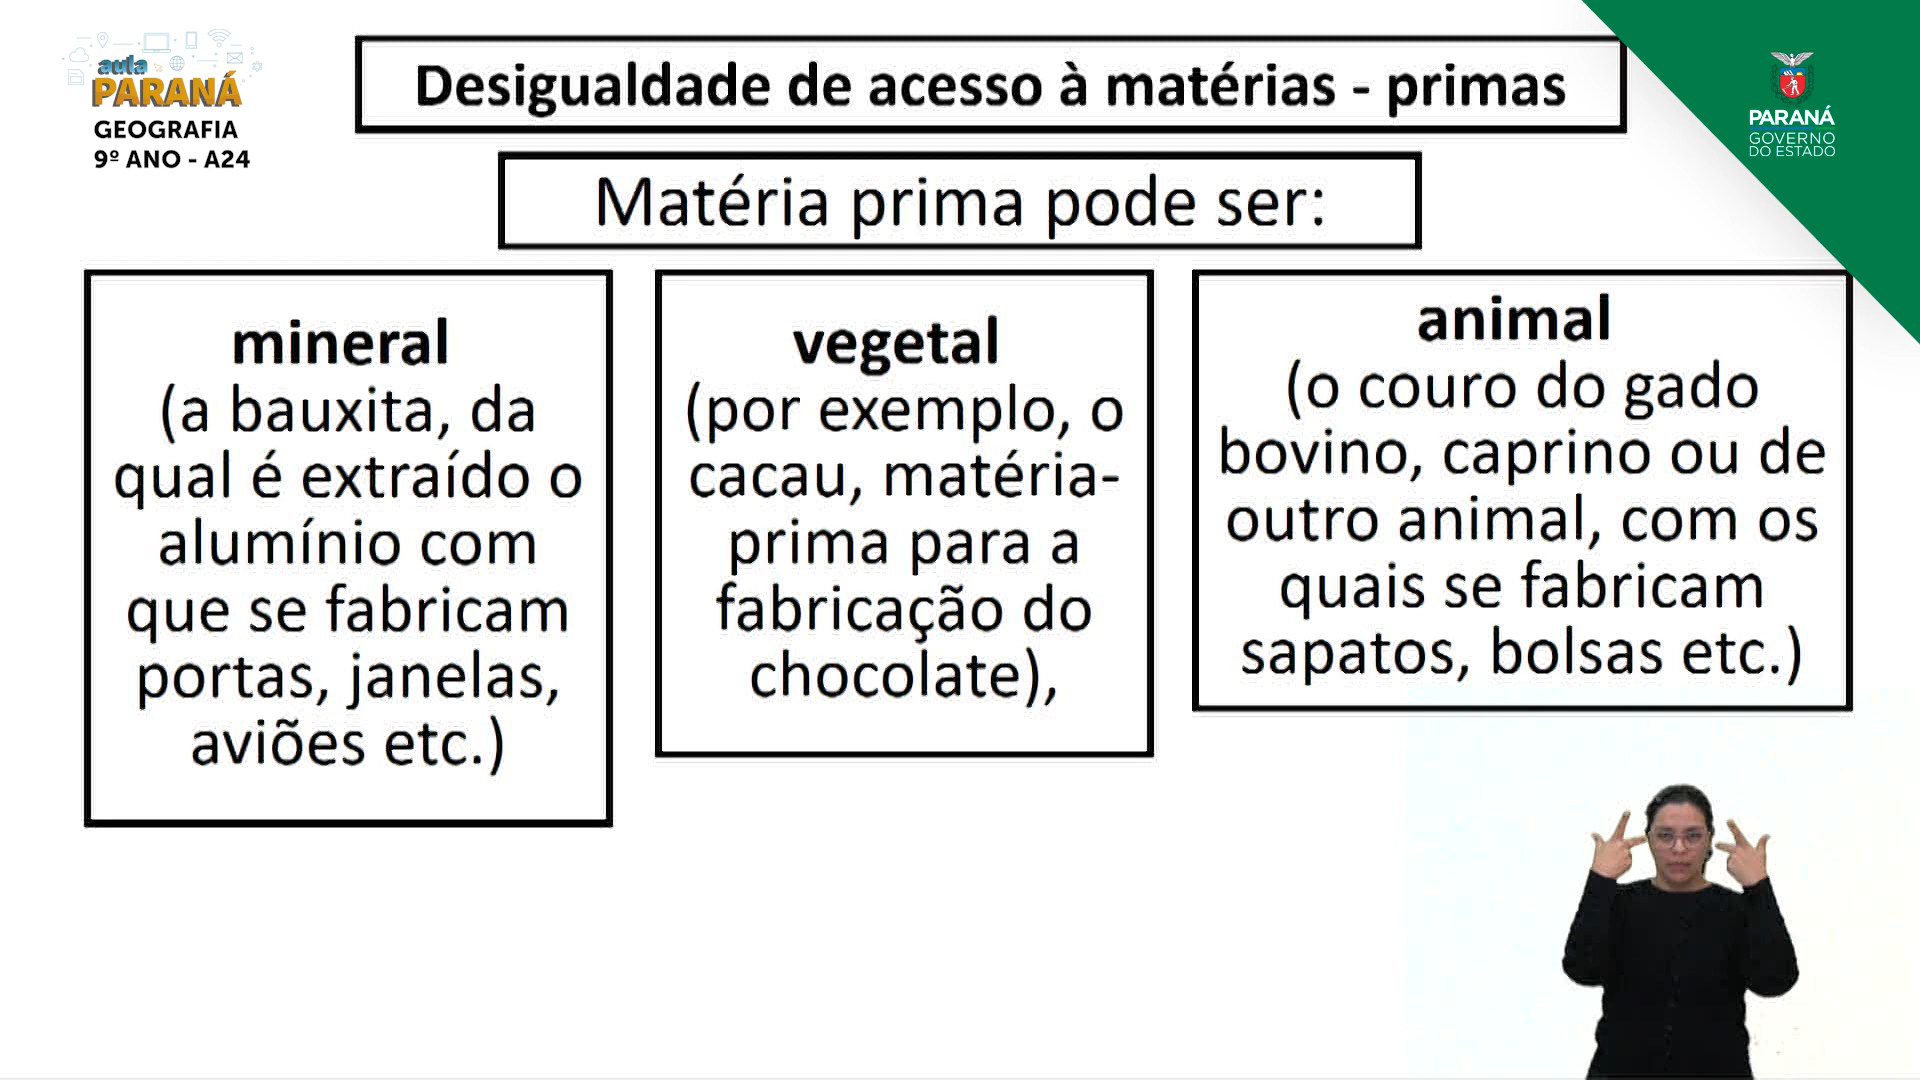 aula
PARANÁ
GEOGRAFIA
9º ANO - A24
Desigualdade de acesso à matérias - primas
PARANÁ
GOVERNO
DO ESTADO
Matéria prima pode ser:
mineral
(a bauxita, da
qual é extraído o
alumínio com
que se fabricam
portas, janelas,
aviões etc.)
vegetal
(por exemplo, o
cacau, matéria-
prima para a
fabricação do
chocolate),
animal
(o couro do gado
bovino, caprino ou de
outro animal, com os
quais se fabricam
sapatos, bolsas etc.)